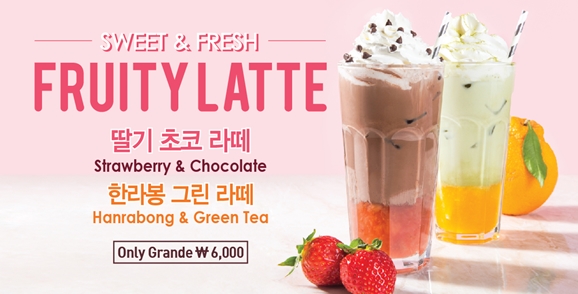 SWEET & FRESH
FRUITY LATTE
딸기 초코 라떼
Strawberry & Chocolate
한라봉 그린 라떼
Hanrabong & Green Tea
Only Grande ₩ 6,000